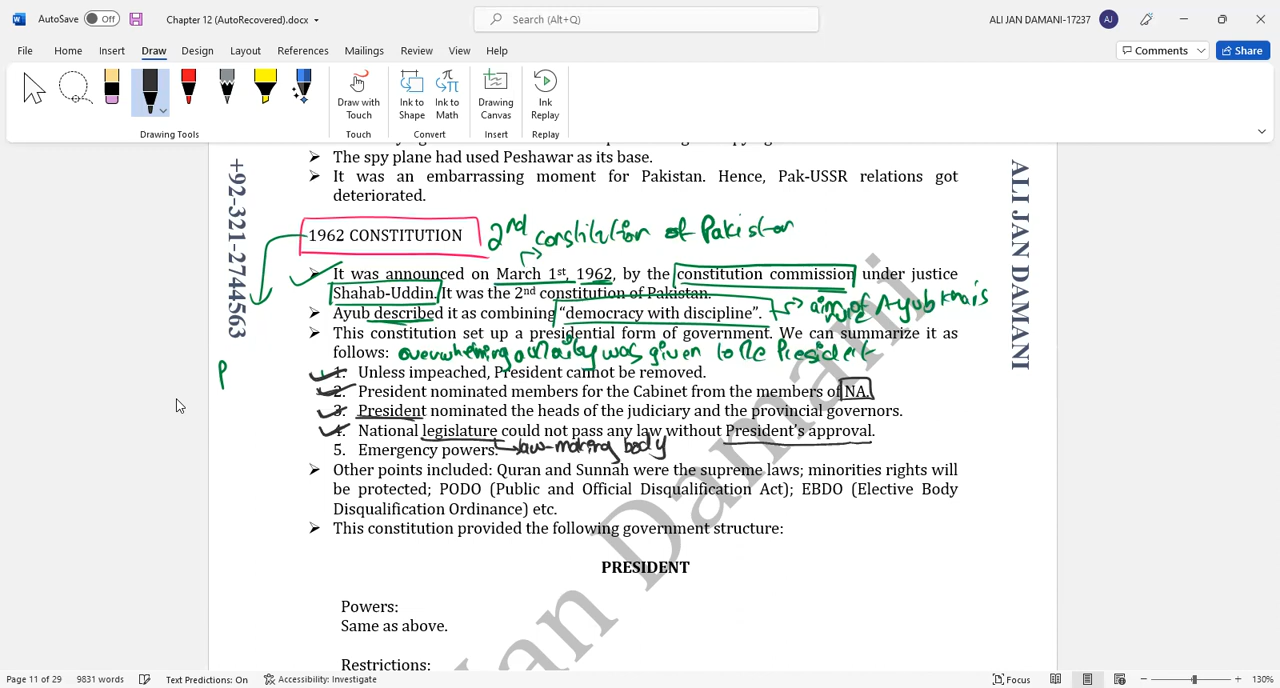 AutoSave Off Chapter 12 (AutoRecovered).docx Search (Alt+Q) ALI JAN DAMANI-17237 AJ
File Home Insert Draw Design Layout References Mailings Review View Help Comments Share
Draw with Touch Ink to Shape Ink to Math Drawing Canvas Ink Replay
Drawing Tools Touch Convert Insert Replay
➢ The spy plane had used Peshawar as its base.
➢ It was an embarrassing moment for Pakistan. Hence, Pak-USSR relations got
deteriorated.
1962 CONSTITUTION 2nd constitution of Pakistan
➢ It was announced on March 1st, 1962, by the constitution commission under justice
Shahab-Uddin. It was the 2nd constitution of Pakistan.
➢ Ayub described it as combining “democracy with discipline”. → aim of Ayub Khan's
➢ This constitution set up a presidential form of government. We can summarize it as
follows: overwhelming was given to the President
1. Unless impeached, President cannot be removed.
2. President nominated members for the Cabinet from the members of NA.
3. President nominated the heads of the judiciary and the provincial governors.
4. National legislature could not pass any law without President’s approval.
5. Emergency powers. law-making body
➢ Other points included: Quran and Sunnah were the supreme laws; minorities rights will
be protected; PODO (Public and Official Disqualification Act); EBDO (Elective Body
Disqualification Ordinance) etc.
➢ This constitution provided the following government structure:
PRESIDENT
Powers:
Same as above.
Restrictions:
P
+92-321-2744563
ALI JAN DAMANI
Jan Damani
Page 11 of 29 9831 words Text Predictions: On Accessibility: Investigate Focus 130%